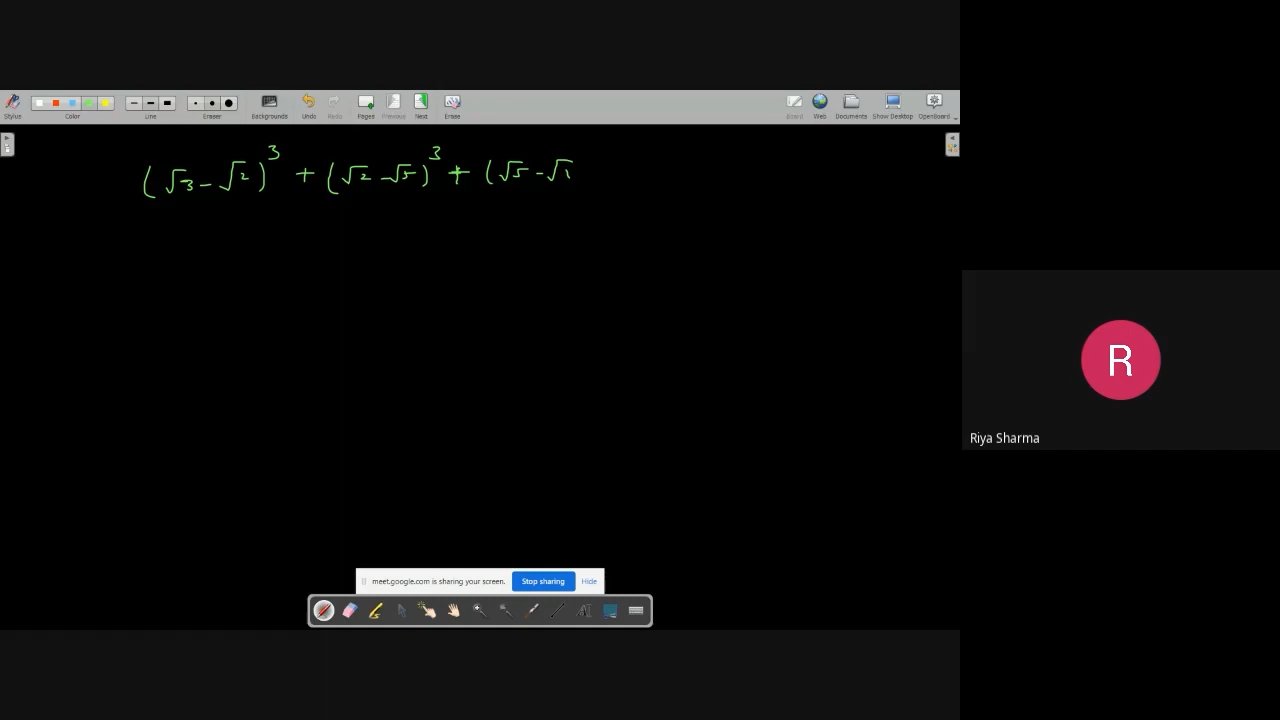 Stylus Color Line Eraser Backgrounds Undo Redo Pages Previous Next Erase Board Web Documents Show Desktop OpenBoard
(√3 - √2)³ + (√2 - √5)³ + (√5 - √
R
Riya Sharma
meet.google.com is sharing your screen. Stop sharing Hide